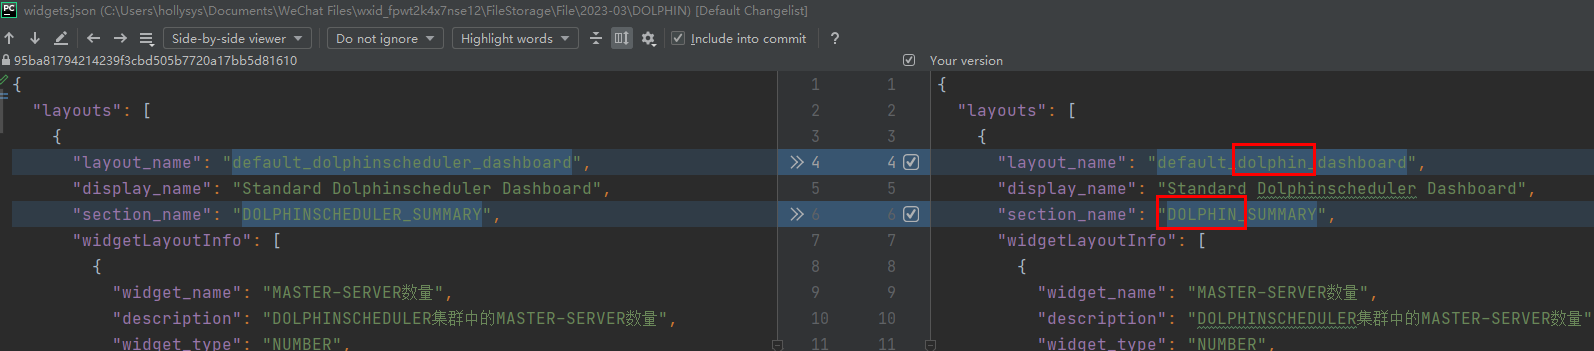 widgets.json (C:\Users\hollysys\Documents\WeChat Files\wxid_fpwt2k4x7nse12\FileStorage\File\2023-03\DOLPHIN) [Default Changelist]
Side-by-side viewer Do not ignore Highlight words Include into commit ?
95ba81794214239f3cbd505b7720a17bb5d81610 Your version
{ 1 1 {
"layouts": [ 2 2 "layouts": [
{ 3 3 {
"layout_name": "default_dolphinscheduler_dashboard", 4 4 "layout_name": "default_dolphin_dashboard",
"display_name": "Standard Dolphinscheduler Dashboard", 5 5 "display_name": "Standard Dolphinscheduler Dashboard",
"section_name": "DOLPHINSCHEDULER_SUMMARY", 6 6 "section_name": "DOLPHIN_SUMMARY",
"widgetLayoutInfo": [ 7 7 "widgetLayoutInfo": [
{ 8 8 {
"widget_name": "MASTER-SERVER数量", 9 9 "widget_name": "MASTER-SERVER数量",
"description": "DOLPHINSCHEDULER集群中的MASTER-SERVER数量", 10 10 "description": "DOLPHINSCHEDULER集群中的MASTER-SERVER数量"
"widget_type": "NUMBER", 11 11 "widget_type": "NUMBER",